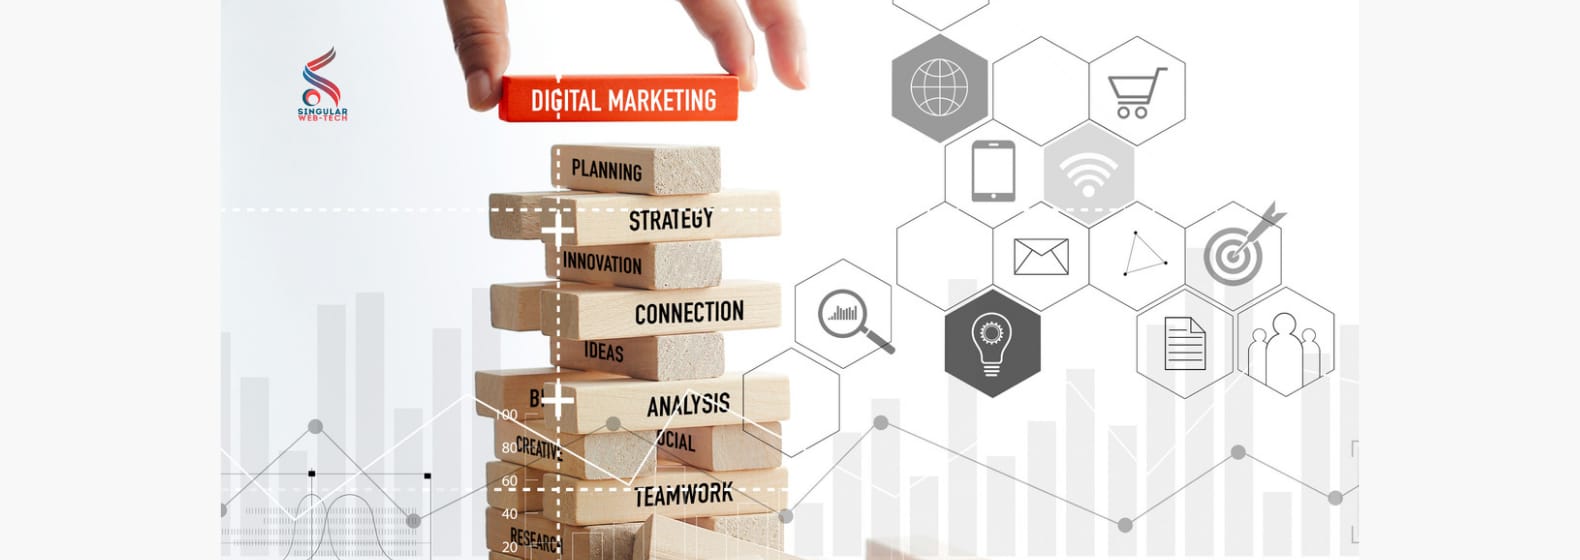 SINGULAR
WEB-TECH
DIGITAL MARKETING
PLANNING
STRATEGY
INNOVATION
CONNECTION
IDEAS
ANALYSIS
CREATIVE
TEAMWORK
RESEARCH
100
80
60
40
20